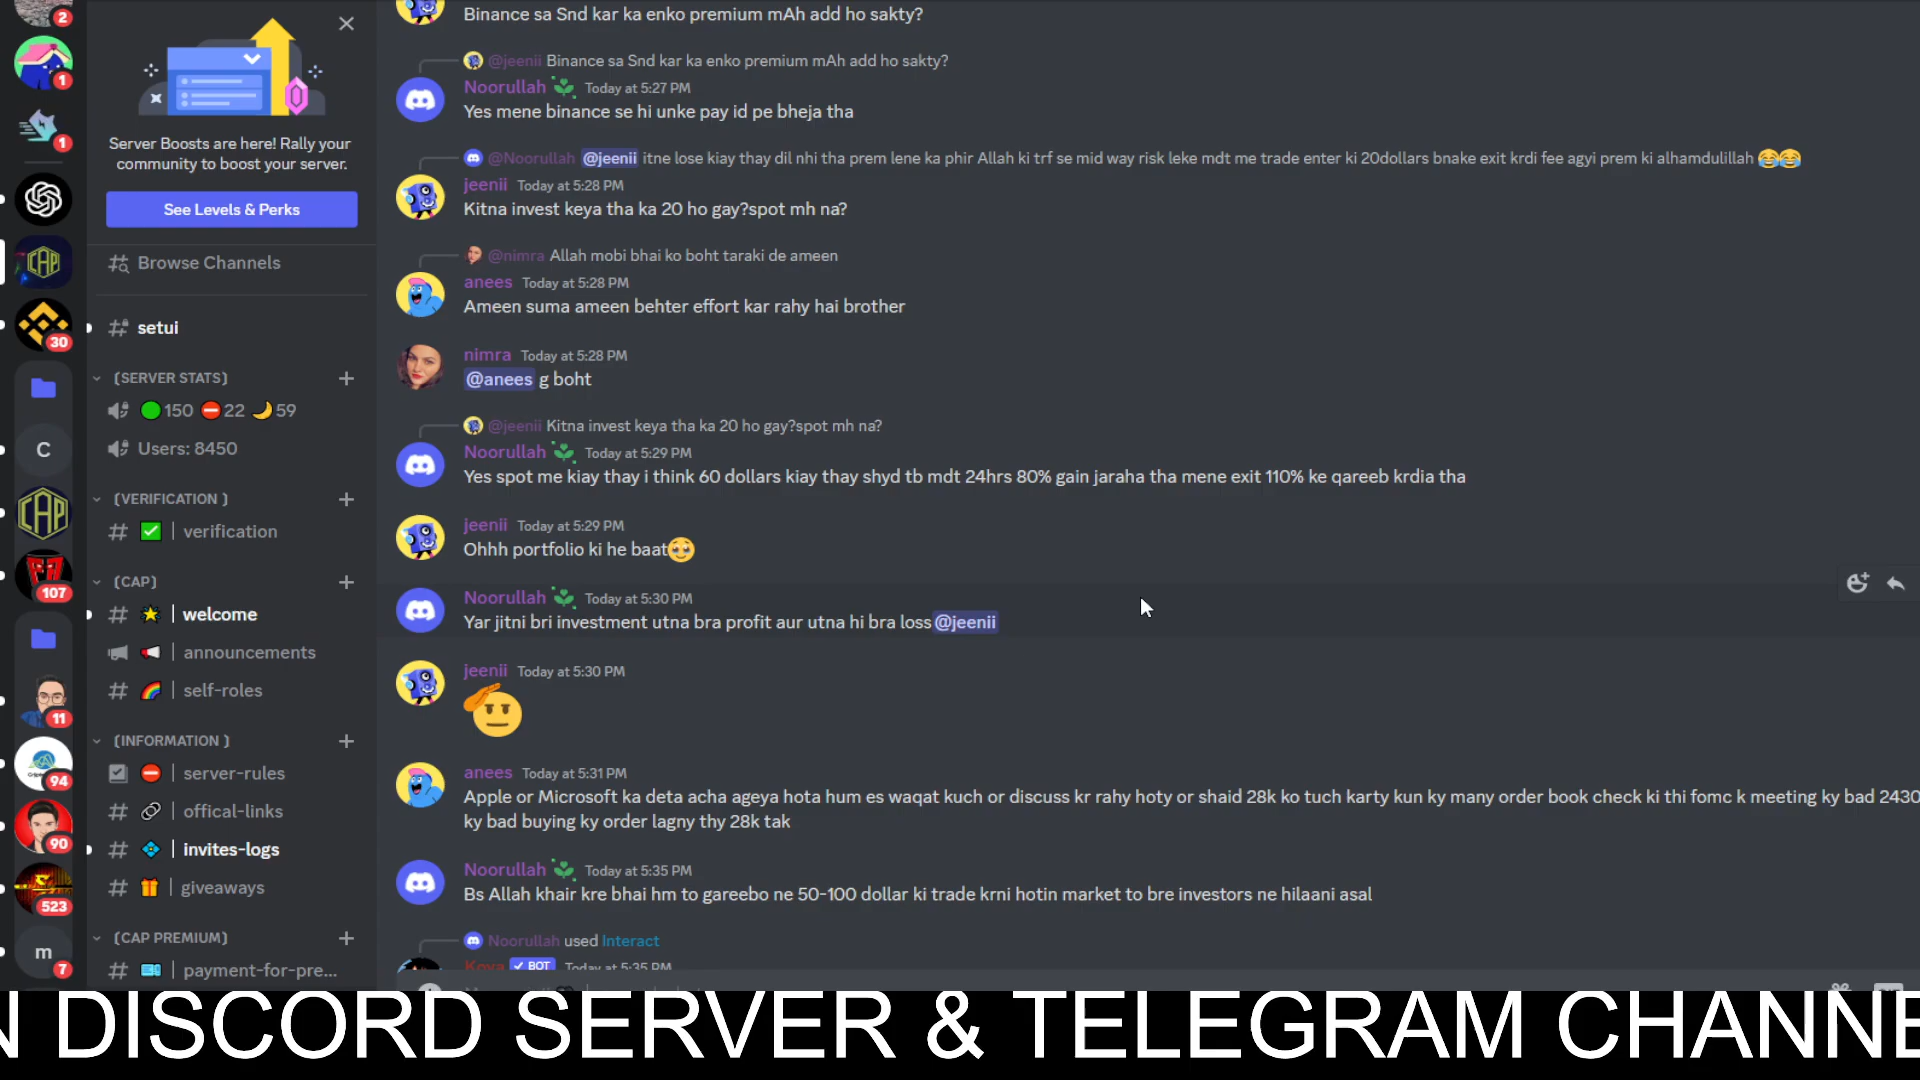 2
1
1
30
C
107
11
94
90
523
m
7
Server Boosts are here! Rally your
community to boost your server.
See Levels & Perks
Browse Channels
setui
(SERVER STATS)
150 22 59
Users: 8450
(VERIFICATION )
verification
(CAP)
welcome
announcements
self-roles
(INFORMATION )
server-rules
offical-links
invites-logs
giveaways
(CAP PREMIUM)
payment-for-pre...
Binance sa Snd kar ka enko premium mAh add ho sakty?
@jeenii Binance sa Snd kar ka enko premium mAh add ho sakty?
Noorullah Today at 5:27 PM
Yes mene binance se hi unke pay id pe bheja tha
@Noorullah @jeenii itne lose kiay thay dil nhi tha prem lene ka phir Allah ki trf se mid way risk leke mdt me trade enter ki 20dollars bnake exit krdi fee agyi prem ki alhamdulillah 😂😂
jeenii Today at 5:28 PM
Kitna invest keya tha ka 20 ho gay?spot mh na?
@nimra Allah mobi bhai ko boht taraki de ameen
anees Today at 5:28 PM
Ameen suma ameen behter effort kar rahy hai brother
nimra Today at 5:28 PM
@anees g boht
@jeenii Kitna invest keya tha ka 20 ho gay?spot mh na?
Noorullah Today at 5:29 PM
Yes spot me kiay thay i think 60 dollars kiay thay shyd tb mdt 24hrs 80% gain jaraha tha mene exit 110% ke qareeb krdia tha
jeenii Today at 5:29 PM
Ohhh portfolio ki he baat🥹
Noorullah Today at 5:30 PM
Yar jitni bri investment utna bra profit aur utna hi bra loss @jeenii
jeenii Today at 5:30 PM
anees Today at 5:31 PM
Apple or Microsoft ka deta acha ageya hota hum es waqat kuch or discuss kr rahy hoty or shaid 28k ko tuch karty kun ky many order book check ki thi fomc k meeting ky bad 2430
ky bad buying ky order lagny thy 28k tak
Noorullah Today at 5:35 PM
Bs Allah khair kre bhai hm to gareebo ne 50-100 dollar ki trade krni hotin market to bre investors ne hilaani asal
Noorullah used Interact
Koya BOT Today at 5:35 PM
N DISCORD SERVER & TELEGRAM CHANNE